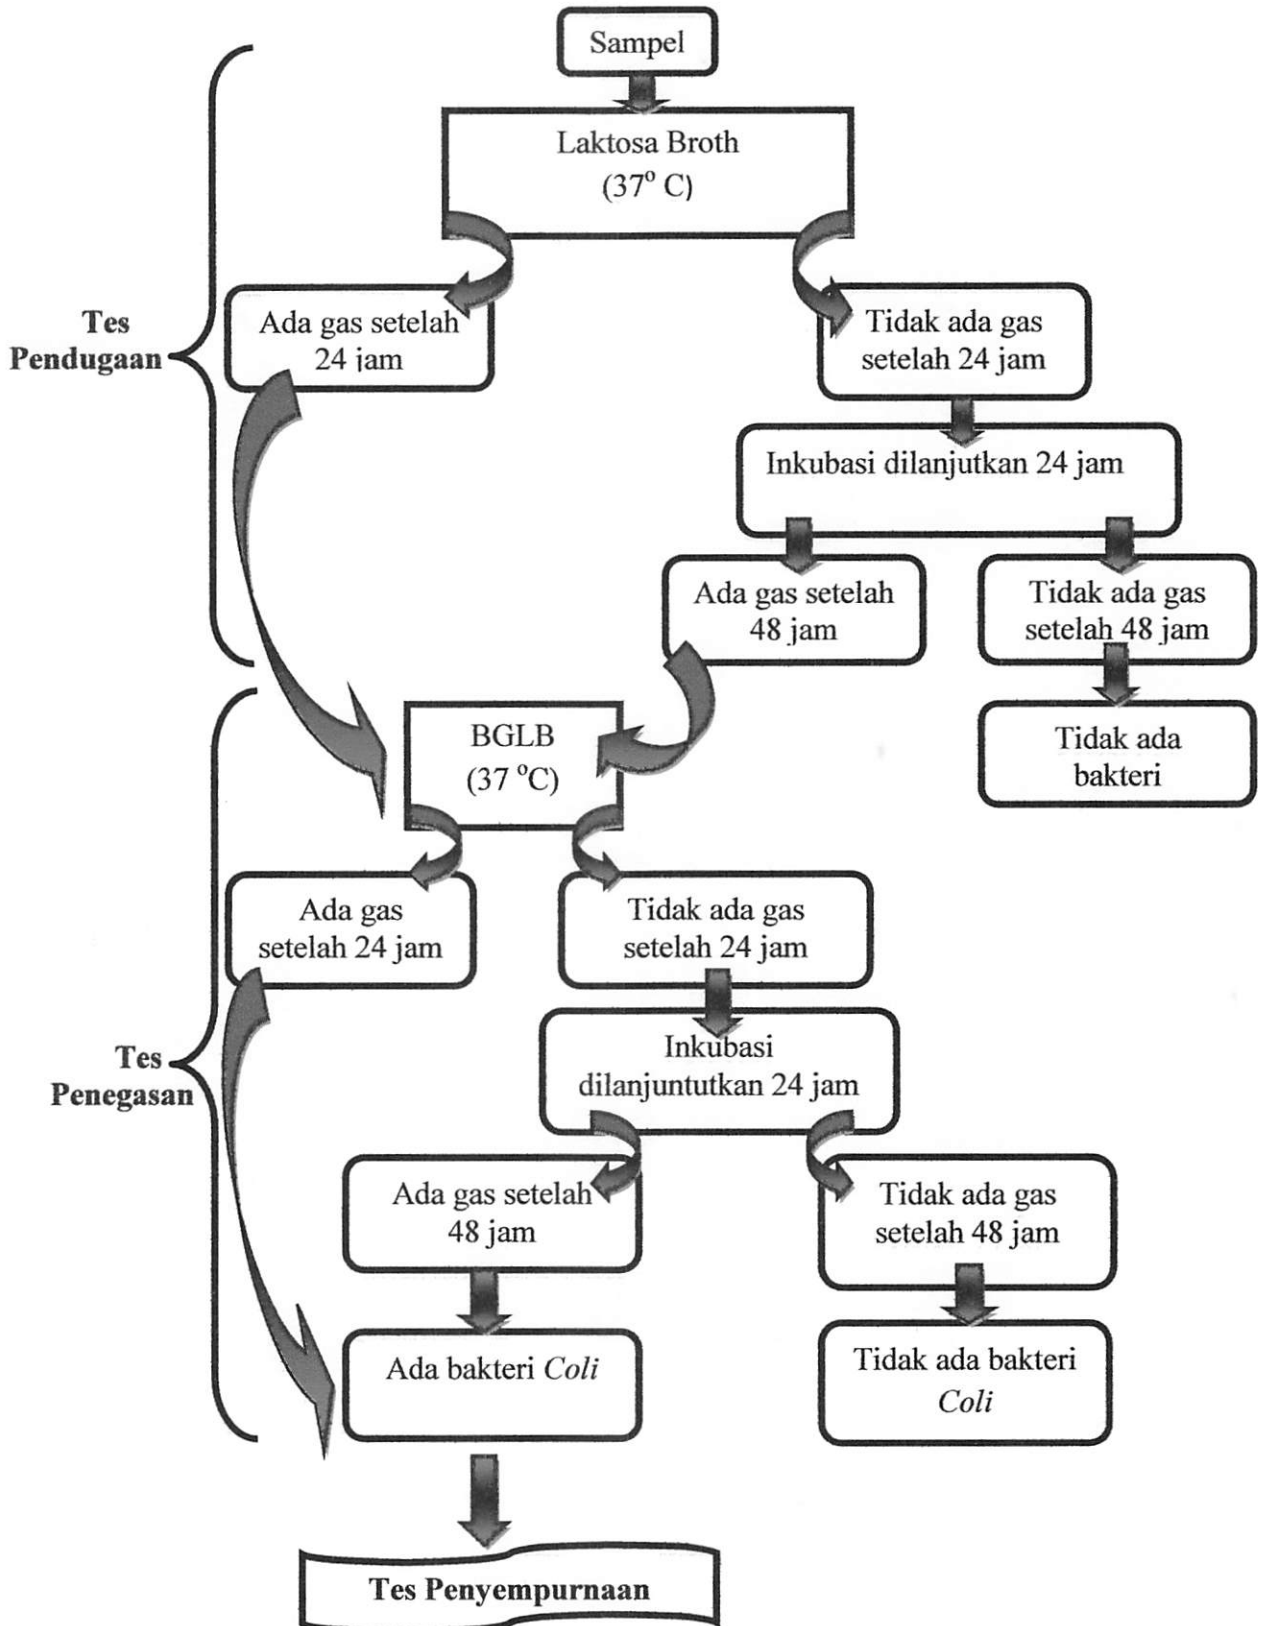 Sampel
Laktosa Broth
(37° C)
Tes
Pendugaan
Ada gas setelah
24 jam
Tidak ada gas
setelah 24 jam
Inkubasi dilanjutkan 24 jam
Ada gas setelah
48 jam
Tidak ada gas
setelah 48 jam
Tidak ada
bakteri
BGLB
(37 °C)
Tes
Penegasan
Ada gas
setelah 24 jam
Tidak ada gas
setelah 24 jam
Inkubasi
dilanjuntutkan 24 jam
Ada gas setelah
48 jam
Tidak ada gas
setelah 48 jam
Ada bakteri Coli
Tidak ada bakteri
Coli
Tes Penyempurnaan